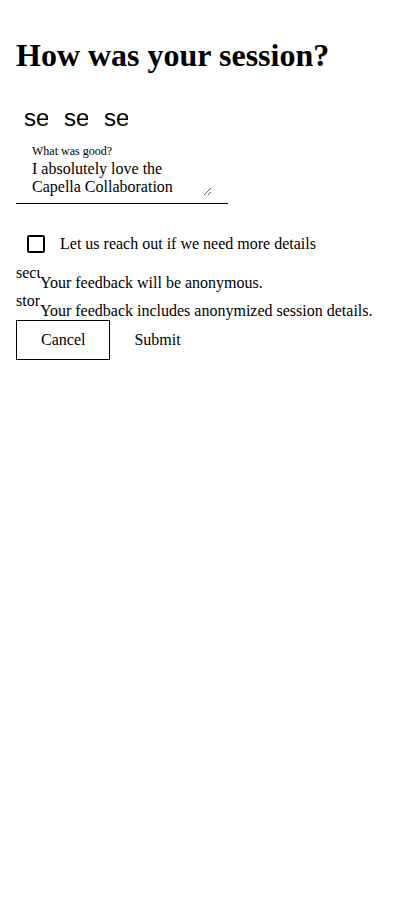 How was your session?
se se se
What was good?
I absolutely love the
Capella Collaboration
Let us reach out if we need more details
secu Your feedback will be anonymous.
stor Your feedback includes anonymized session details.
Cancel Submit